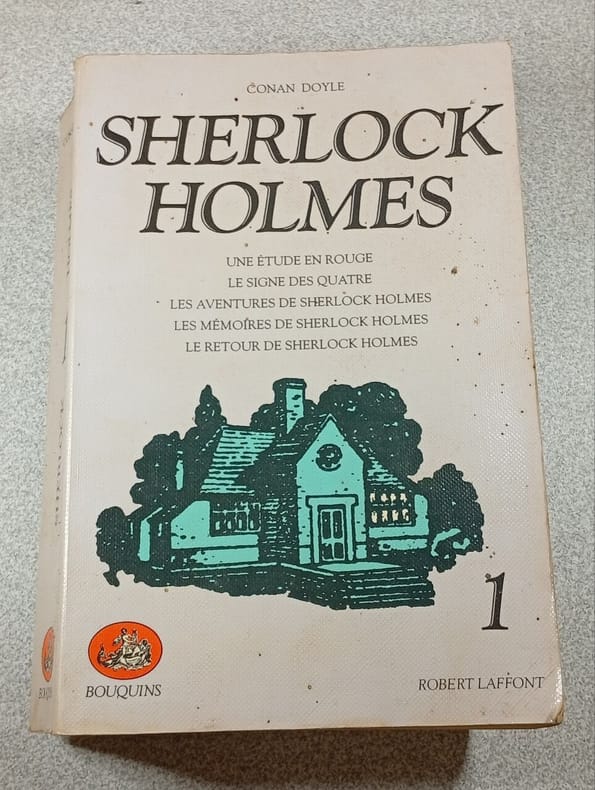 CONAN DOYLE
SHERLOCK
HOLMES
UNE ÉTUDE EN ROUGE
LE SIGNE DES QUATRE
LES AVENTURES DE SHERLOCK HOLMES
LES MÉMOIRES DE SHERLOCK HOLMES
LE RETOUR DE SHERLOCK HOLMES
1
BOUQUINS
ROBERT LAFFONT